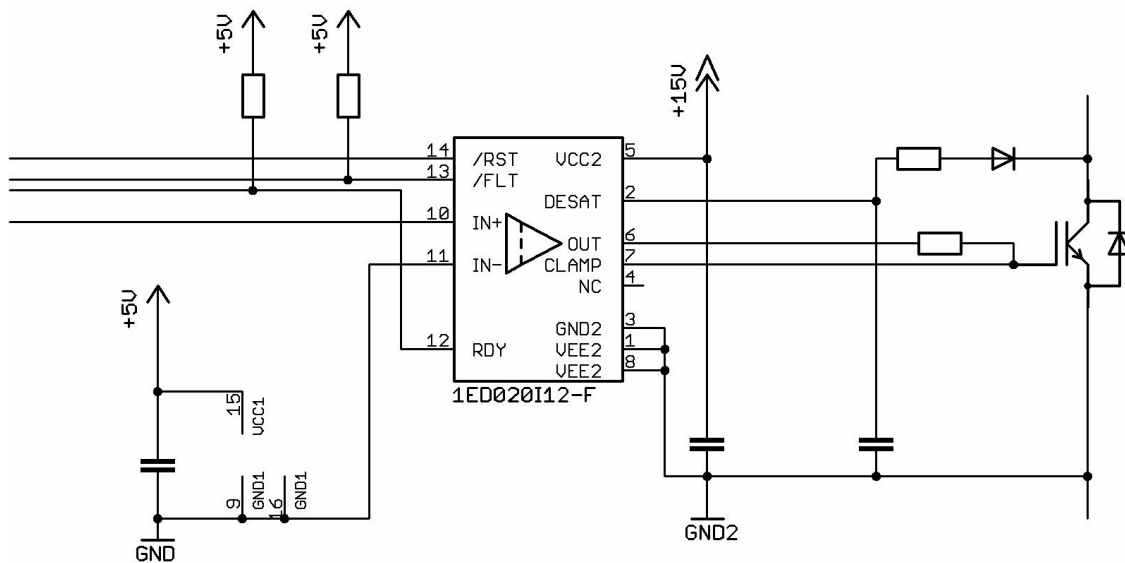 +5V
+5V
+15V
14 /RST VCC2 5
13 /FLT
DESAT 2
10 IN+
OUT 6
11 IN- CLAMP 7
NC 4
+5V
GND2 3
12 RDY VEE2 1
VEE2 8
1ED020I12-F
15 VCC1
9 GND1
16 GND1
GND
GND2